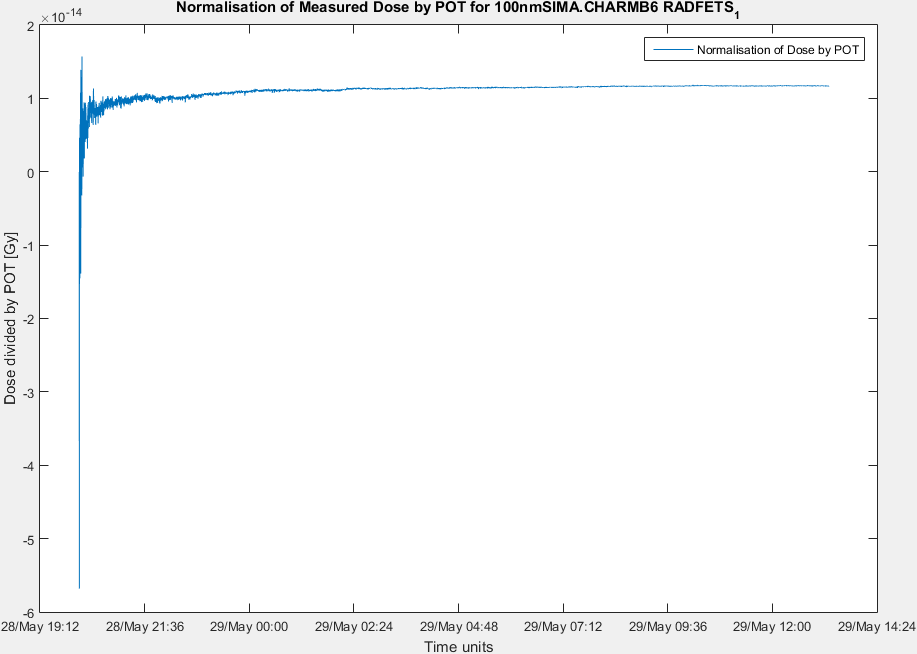 Normalisation of Measured Dose by POT for 100nmSIMA.CHARMB6 RADFETS₁
×10⁻¹⁴
2
Normalisation of Dose by POT
1
0
-1
-2
-3
-4
-5
-6
Dose divided by POT [Gy]
28/May 19:12 28/May 21:36 29/May 00:00 29/May 02:24 29/May 04:48 29/May 07:12 29/May 09:36 29/May 12:00 29/May 14:24
Time units